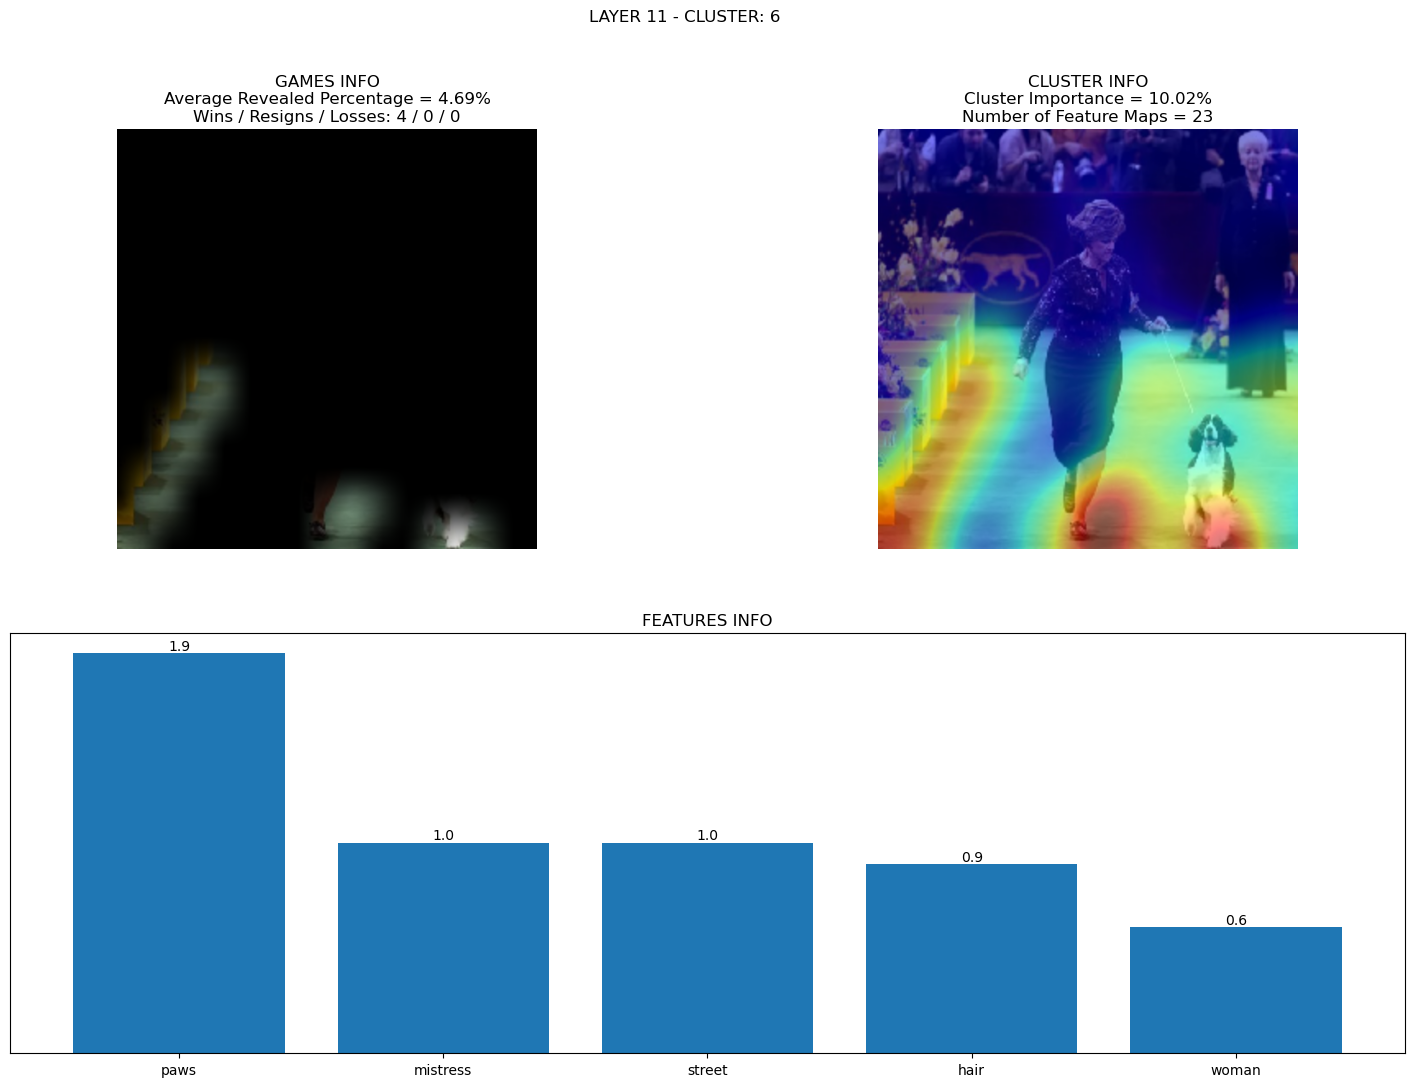 LAYER 11 - CLUSTER: 6
GAMES INFO
Average Revealed Percentage = 4.69%
Wins / Resigns / Losses: 4 / 0 / 0
CLUSTER INFO
Cluster Importance = 10.02%
Number of Feature Maps = 23
FEATURES INFO
1.9
1.0
1.0
0.9
0.6
paws
mistress
street
hair
woman